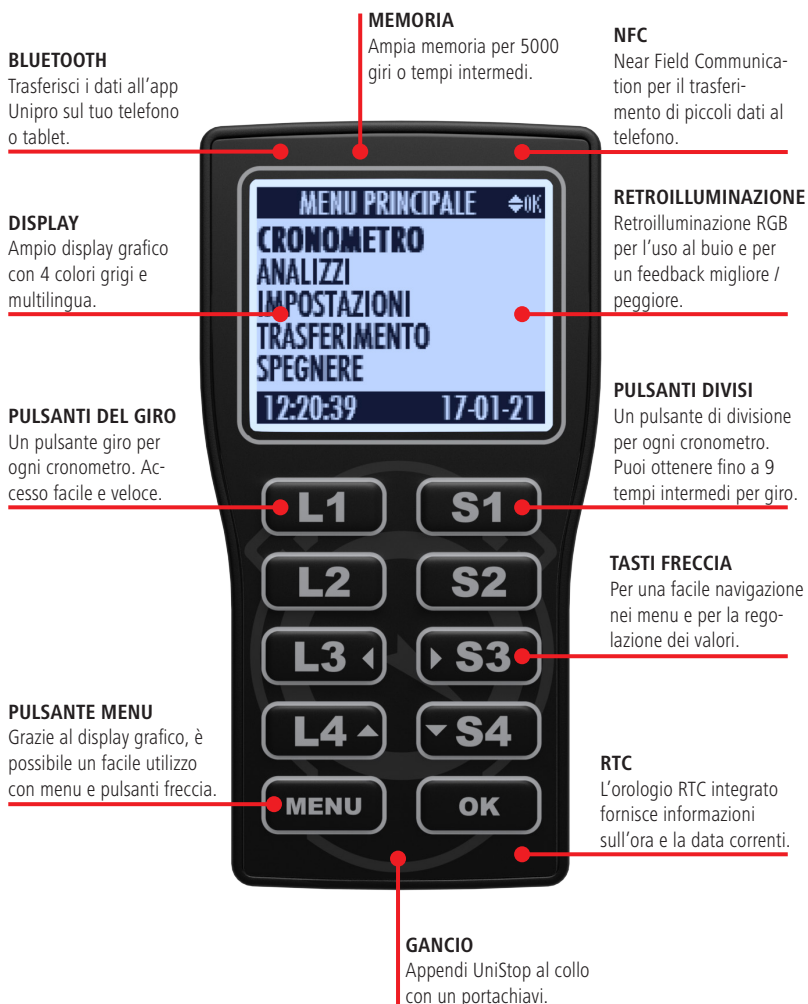 MEMORIA
Ampia memoria per 5000
giri o tempi intermedi.
BLUETOOTH
Trasferisci i dati all'app
Unipro sul tuo telefono
o tablet.
NFC
Near Field Communica-
tion per il trasferi-
mento di piccoli dati al
telefono.
DISPLAY
Ampio display grafico
con 4 colori grigi e
multilingua.
RETROILLUMINAZIONE
Retroilluminazione RGB
per l'uso al buio e per
un feedback migliore /
peggiore.
MENU PRINCIPALE OK
CRONOMETRO
ANALIZZI
IMPOSTAZIONI
TRASFERIMENTO
SPEGNERE
12:20:39 17-01-21
PULSANTI DEL GIRO
Un pulsante giro per
ogni cronometro. Ac-
cesso facile e veloce.
PULSANTI DIVISI
Un pulsante di divisione
per ogni cronometro.
Puoi ottenere fino a 9
tempi intermedi per giro.
L1 S1
L2 S2
L3 S3
L4 S4
MENU OK
TASTI FRECCIA
Per una facile navigazione
nei menu e per la rego-
lazione dei valori.
PULSANTE MENU
Grazie al display grafico, è
possibile un facile utilizzo
con menu e pulsanti freccia.
RTC
L'orologio RTC integrato
fornisce informazioni
sull'ora e la data correnti.
GANCIO
Appendi UniStop al collo
con un portachiavi.